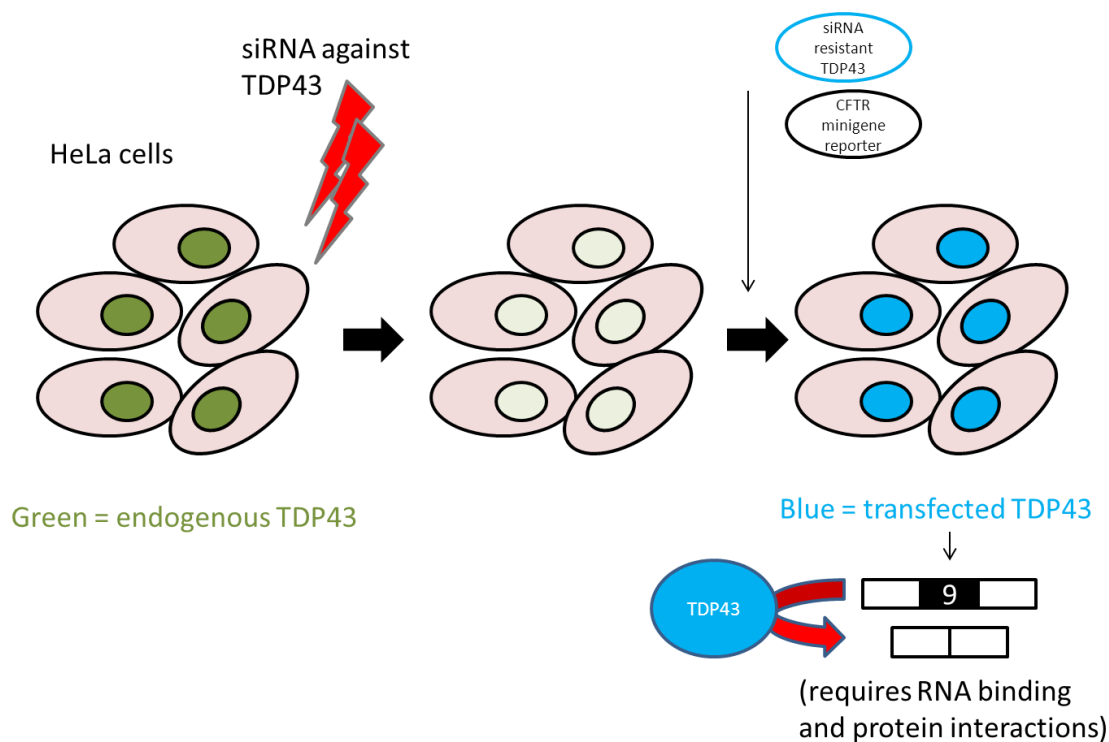 siRNA against
TDP43
HeLa cells
siRNA
resistant
TDP43
CFTR
minigene
reporter
Green = endogenous TDP43
Blue = transfected TDP43
TDP43
9
(requires RNA binding
and protein interactions)